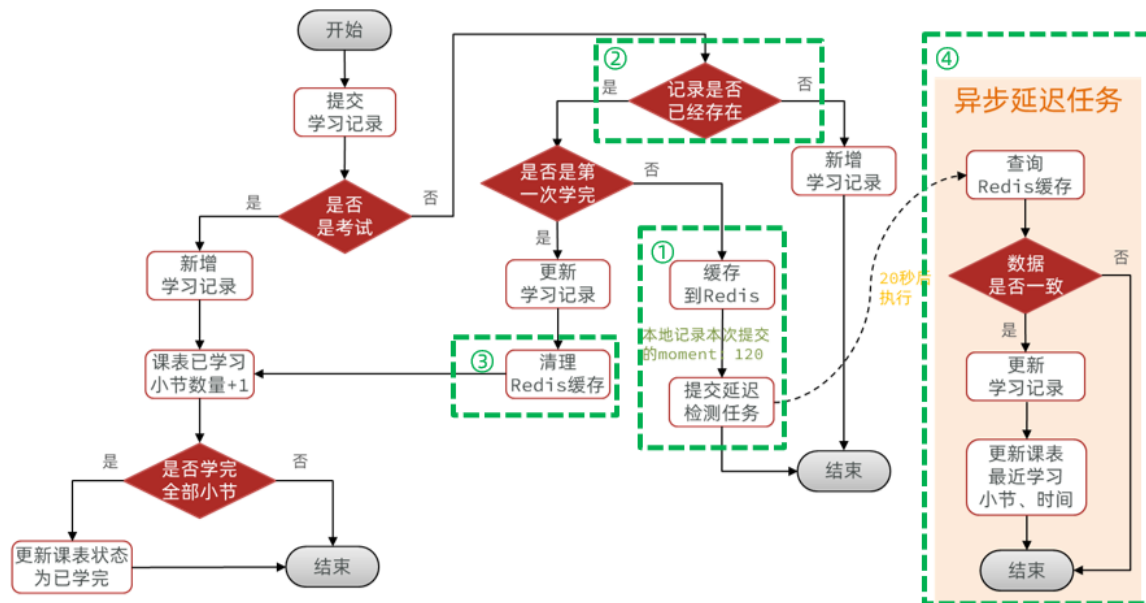 开始
提交
学习记录
是否
是考试
是
否
新增
学习记录
课表已学习
小节数量+1
是否学完
全部小节
是
否
更新课表状态
为已学完
结束
②
记录是否
已经存在
是
否
新增
学习记录
是否是第
一次学完
否
是
更新
学习记录
③
清理
Redis缓存
①
缓存
到Redis
本地记录本次提交
的moment: 120
提交延迟
检测任务
结束
20秒后
执行
④
异步延迟任务
查询
Redis缓存
数据
是否一致
否
是
更新
学习记录
更新课表
最近学习
小节、时间
结束